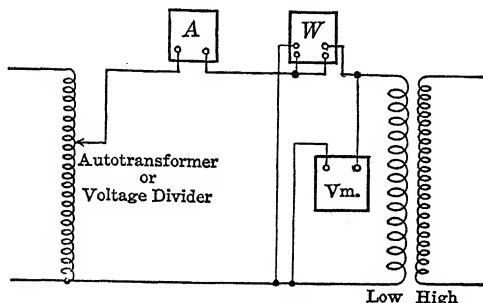 A
W
Autotransformer
or
Voltage Divider
Vm.
Low High